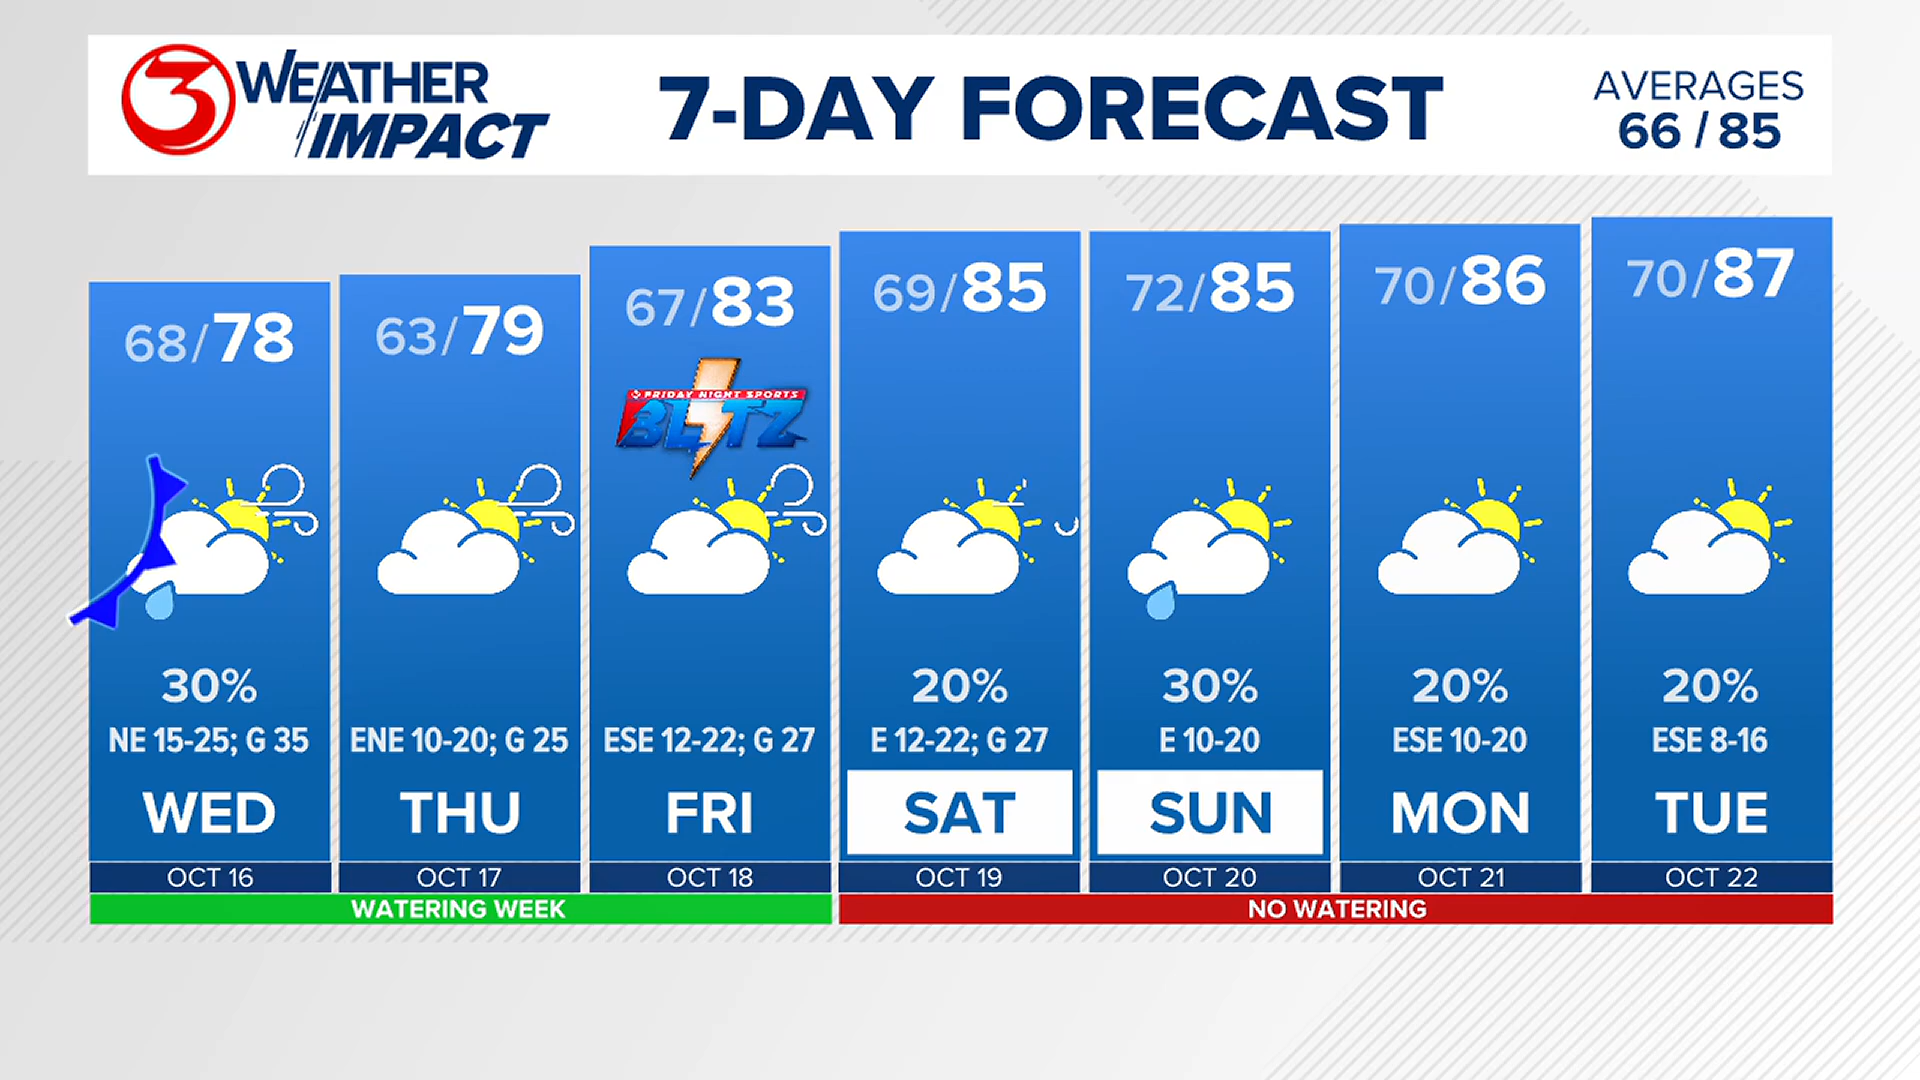 3 WEATHER IMPACT
7-DAY FORECAST
AVERAGES
66 / 85
68/78
63/79
67/83
69/85
72/85
70/86
70/87
3 FRIDAY NIGHT SPORTS
BLITZ
30%
20%
30%
20%
20%
NE 15-25; G 35
ENE 10-20; G 25
ESE 12-22; G 27
E 12-22; G 27
E 10-20
ESE 10-20
ESE 8-16
WED
THU
FRI
SAT
SUN
MON
TUE
OCT 16
OCT 17
OCT 18
OCT 19
OCT 20
OCT 21
OCT 22
WATERING WEEK
NO WATERING